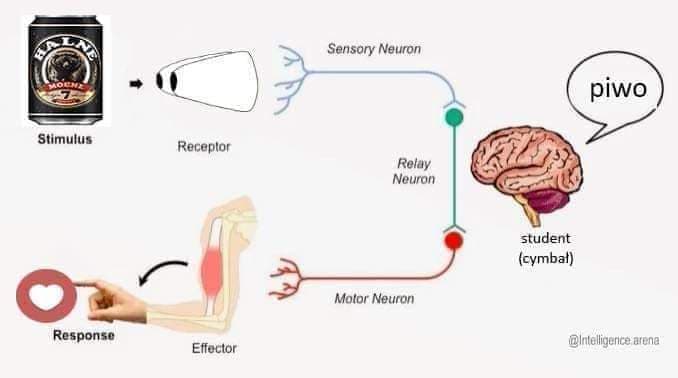 HALNE
MOCNE
7
Stimulus
Receptor
Sensory Neuron
piwo
Relay
Neuron
student
(cymbał)
Motor Neuron
Response
Effector
@Intelligence.arena